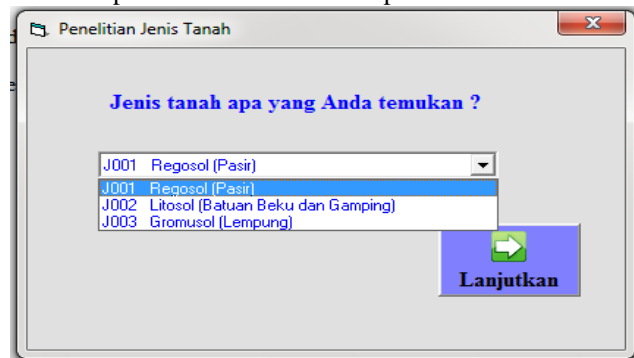 Penelitian Jenis Tanah
Jenis tanah apa yang Anda temukan ?
J001 Regosol (Pasir)
J001 Regosol (Pasir)
J002 Litosol (Batuan Beku dan Gamping)
J003 Gromusol (Lempung)
Lanjutkan